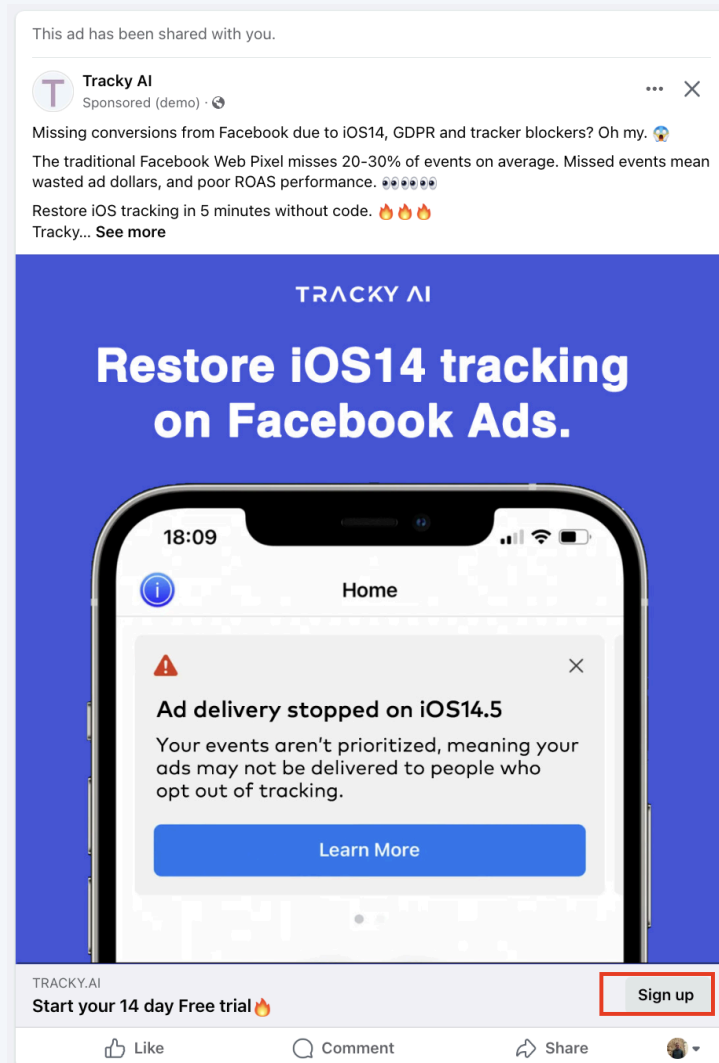 This ad has been shared with you.
T
Tracky AI
Sponsored (demo) ·
Missing conversions from Facebook due to iOS14, GDPR and tracker blockers? Oh my. 😱
The traditional Facebook Web Pixel misses 20-30% of events on average. Missed events mean
wasted ad dollars, and poor ROAS performance. 👀👀👀
Restore iOS tracking in 5 minutes without code. 🔥🔥🔥
Tracky... See more
TRACKY AI
Restore iOS14 tracking
on Facebook Ads.
18:09
Home
Ad delivery stopped on iOS14.5
Your events aren't prioritized, meaning your
ads may not be delivered to people who
opt out of tracking.
Learn More
TRACKY.AI
Start your 14 day Free trial🔥
Sign up
Like
Comment
Share